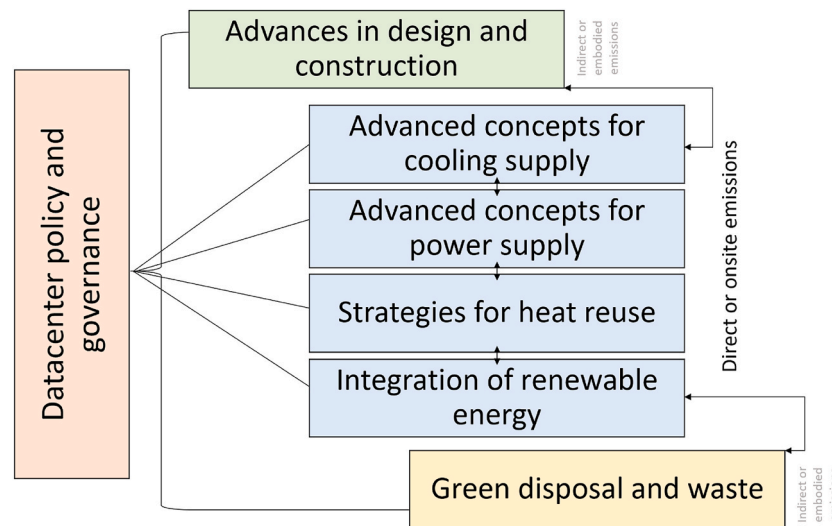 Advances in design and
construction
Indirect or
embodied
emissions
Datacenter policy and
governance
Advanced concepts for
cooling supply
Advanced concepts for
power supply
Strategies for heat reuse
Integration of renewable
energy
Direct or onsite emissions
Green disposal and waste
Indirect or
embodied